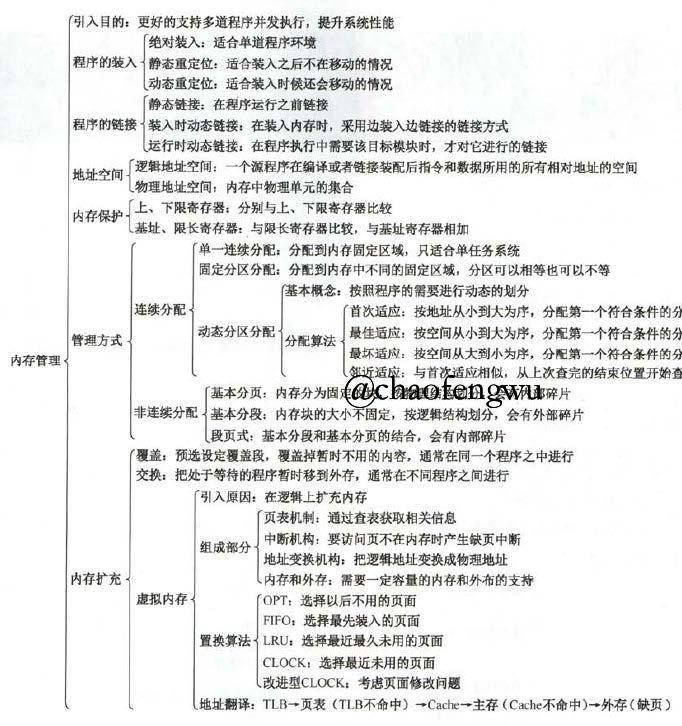 引入目的：更好的支持多道程序并发执行，提升系统性能
绝对装入：适合单道程序环境
程序的装入
静态重定位：适合装入之后不在移动的情况
动态重定位：适合装入时候还会移动的情况
静态链接：在程序运行之前链接
程序的链接
装入时动态链接：在装入内存时，采用边装入边链接的链接方式
运行时动态链接：在程序执行中需要该目标模块时，才对它进行的链接
地址空间
逻辑地址空间：一个源程序在编译或者链接装配后指令和数据所用的所有相对地址的空间
物理地址空间：内存中物理单元的集合
内存保护
上、下限寄存器：分别与上、下限寄存器比较
基址、限长寄存器：与限长寄存器比较，与基址寄存器相加
单一连续分配：分配到内存固定区域，只适合单任务系统
固定分区分配：分配到内存中不同的固定区域，分区可以相等也可以不等
连续分配
基本概念：按照程序的需要进行动态的划分
动态分区分配
首次适应：按地址从小到大为序，分配第一个符合条件的分
管理方式
分配算法
最佳适应：按空间从小到大为序，分配第一个符合条件的分
最坏适应：按空间从大到小为序，分配第一个符合条件的分
内存管理
邻近适应：与首次适应相似，从上次查完的结束位置开始查
@chaofengwu
基本分页：内存分为固定的块，会有内部碎片
非连续分配
基本分段：内存块的大小不固定，按逻辑结构划分，会有外部碎片
段页式：基本分段和基本分页的结合，会有内部碎片
覆盖：预选设定覆盖段，覆盖掉暂时不用的内容，通常在同一个程序之中进行
交换：把处于等待的程序暂时移到外存，通常在不同程序之间进行
引入原因：在逻辑上扩充内存
页表机制：通过查表获取相关信息
组成部分
中断机构：要访问页不在内存时产生缺页中断
地址变换机构：把逻辑地址变换成物理地址
内存扩充
内存和外存：需要一定容量的内存和外布的支持
虚拟内存
OPT：选择以后不用的页面
FIFO：选择最先装入的页面
置换算法
LRU：选择最近最久未用的页面
CLOCK：选择最近未用的页面
改进型CLOCK：考虑页面修改问题
地址翻译：TLB→页表（TLB不命中）→Cache→主存（Cache不命中）→外存（缺页）